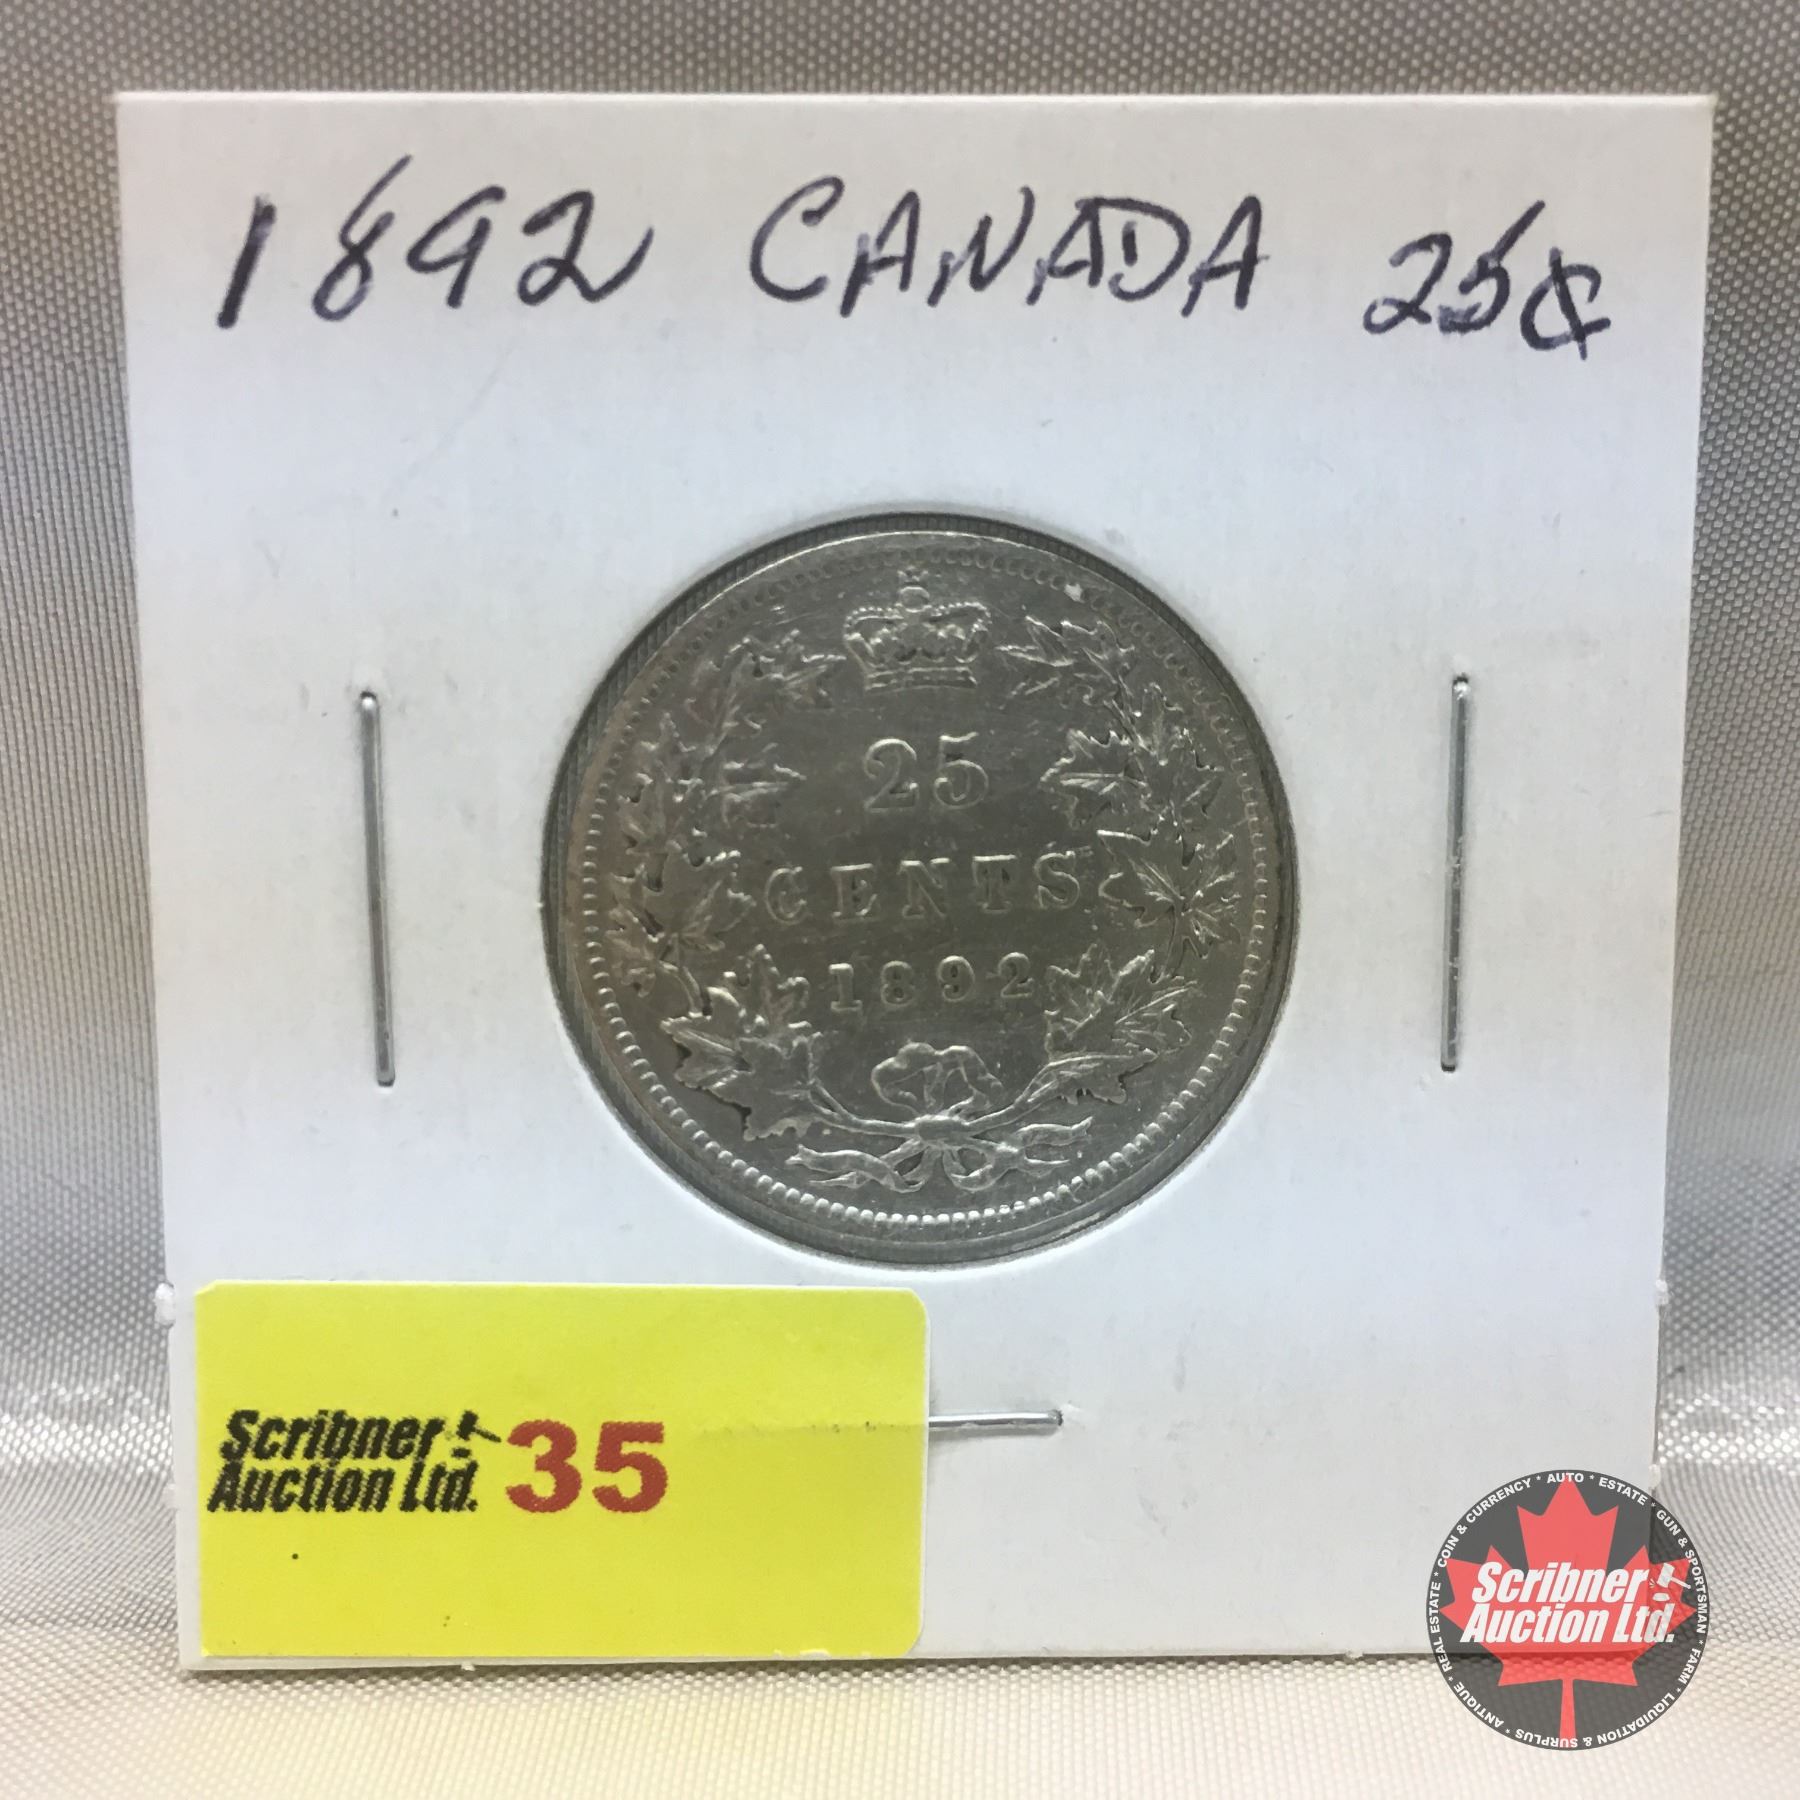 1892 CANADA 25¢
25
CENTS
1892
Scribner
Auction Ltd.
35
Scribner
Auction Ltd.
ANTIQUE * REAL ESTATE * COIN & CURRENCY * AUTO * ESTATE * GUN & SPORTSMAN * FARM * LIQUIDATION & SURPLUS *